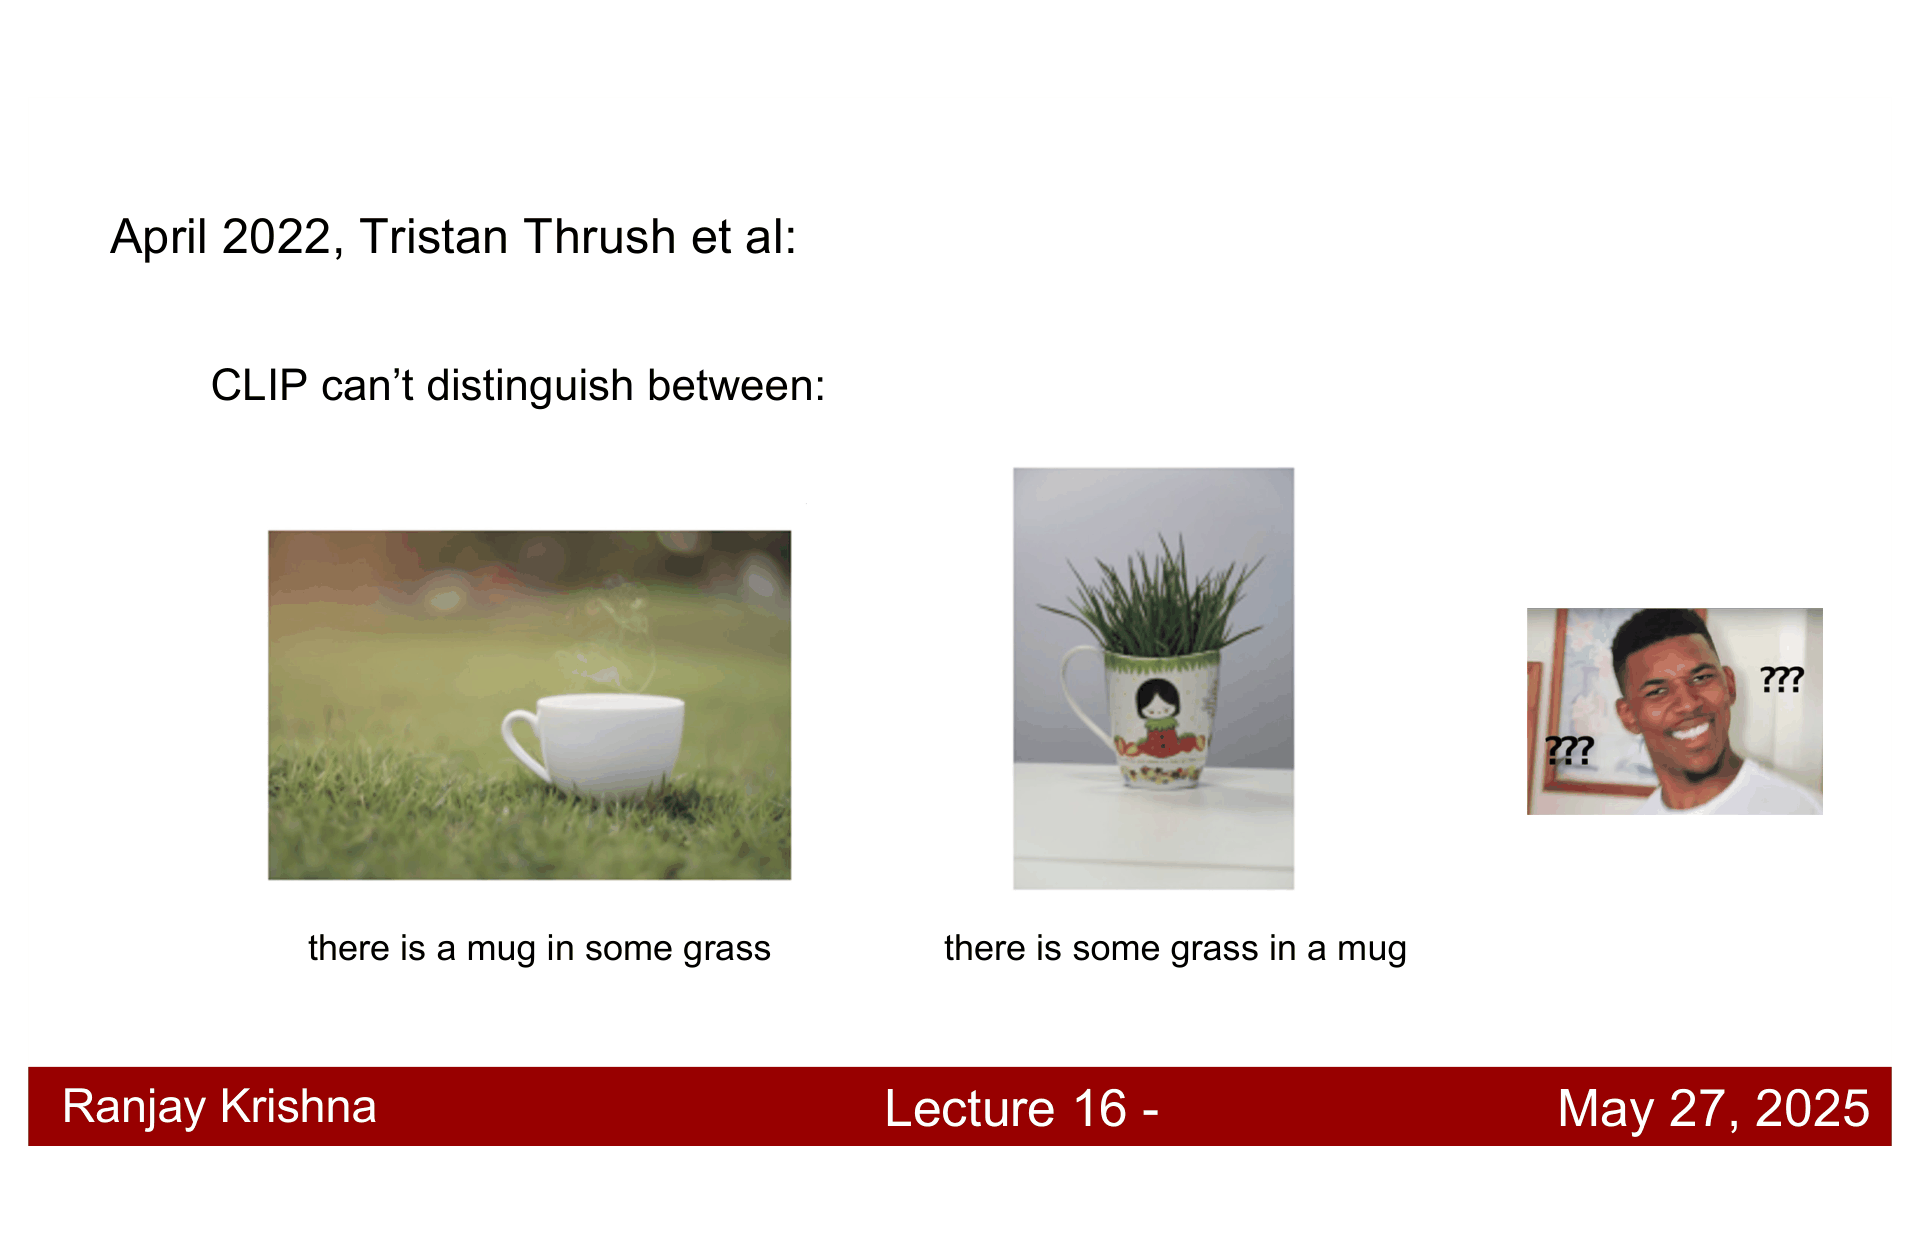 April 2022, Tristan Thrush et al:
CLIP can’t distinguish between:
???
???
there is a mug in some grass
there is some grass in a mug
Ranjay Krishna
Lecture 16 -
May 27, 2025